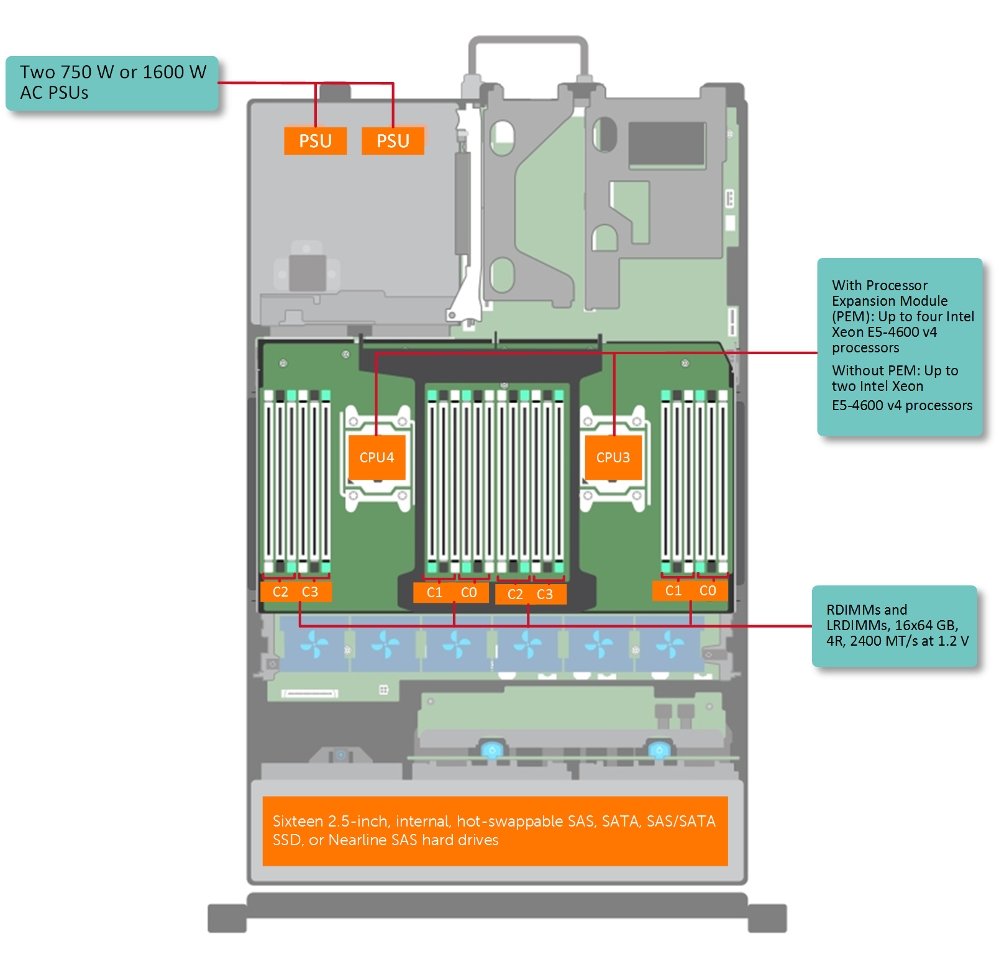 Two 750 W or 1600 W
AC PSUs
PSU PSU
With Processor
Expansion Module
(PEM): Up to four Intel
Xeon E5-4600 v4
processors
Without PEM: Up to
two Intel Xeon
E5-4600 v4 processors
CPU4 CPU3
C2 C3 C1 C0 C2 C3 C1 C0
RDIMMs and
LRDIMMs, 16x64 GB,
4R, 2400 MT/s at 1.2 V
Sixteen 2.5-inch, internal, hot-swappable SAS, SATA, SAS/SATA
SSD, or Nearline SAS hard drives